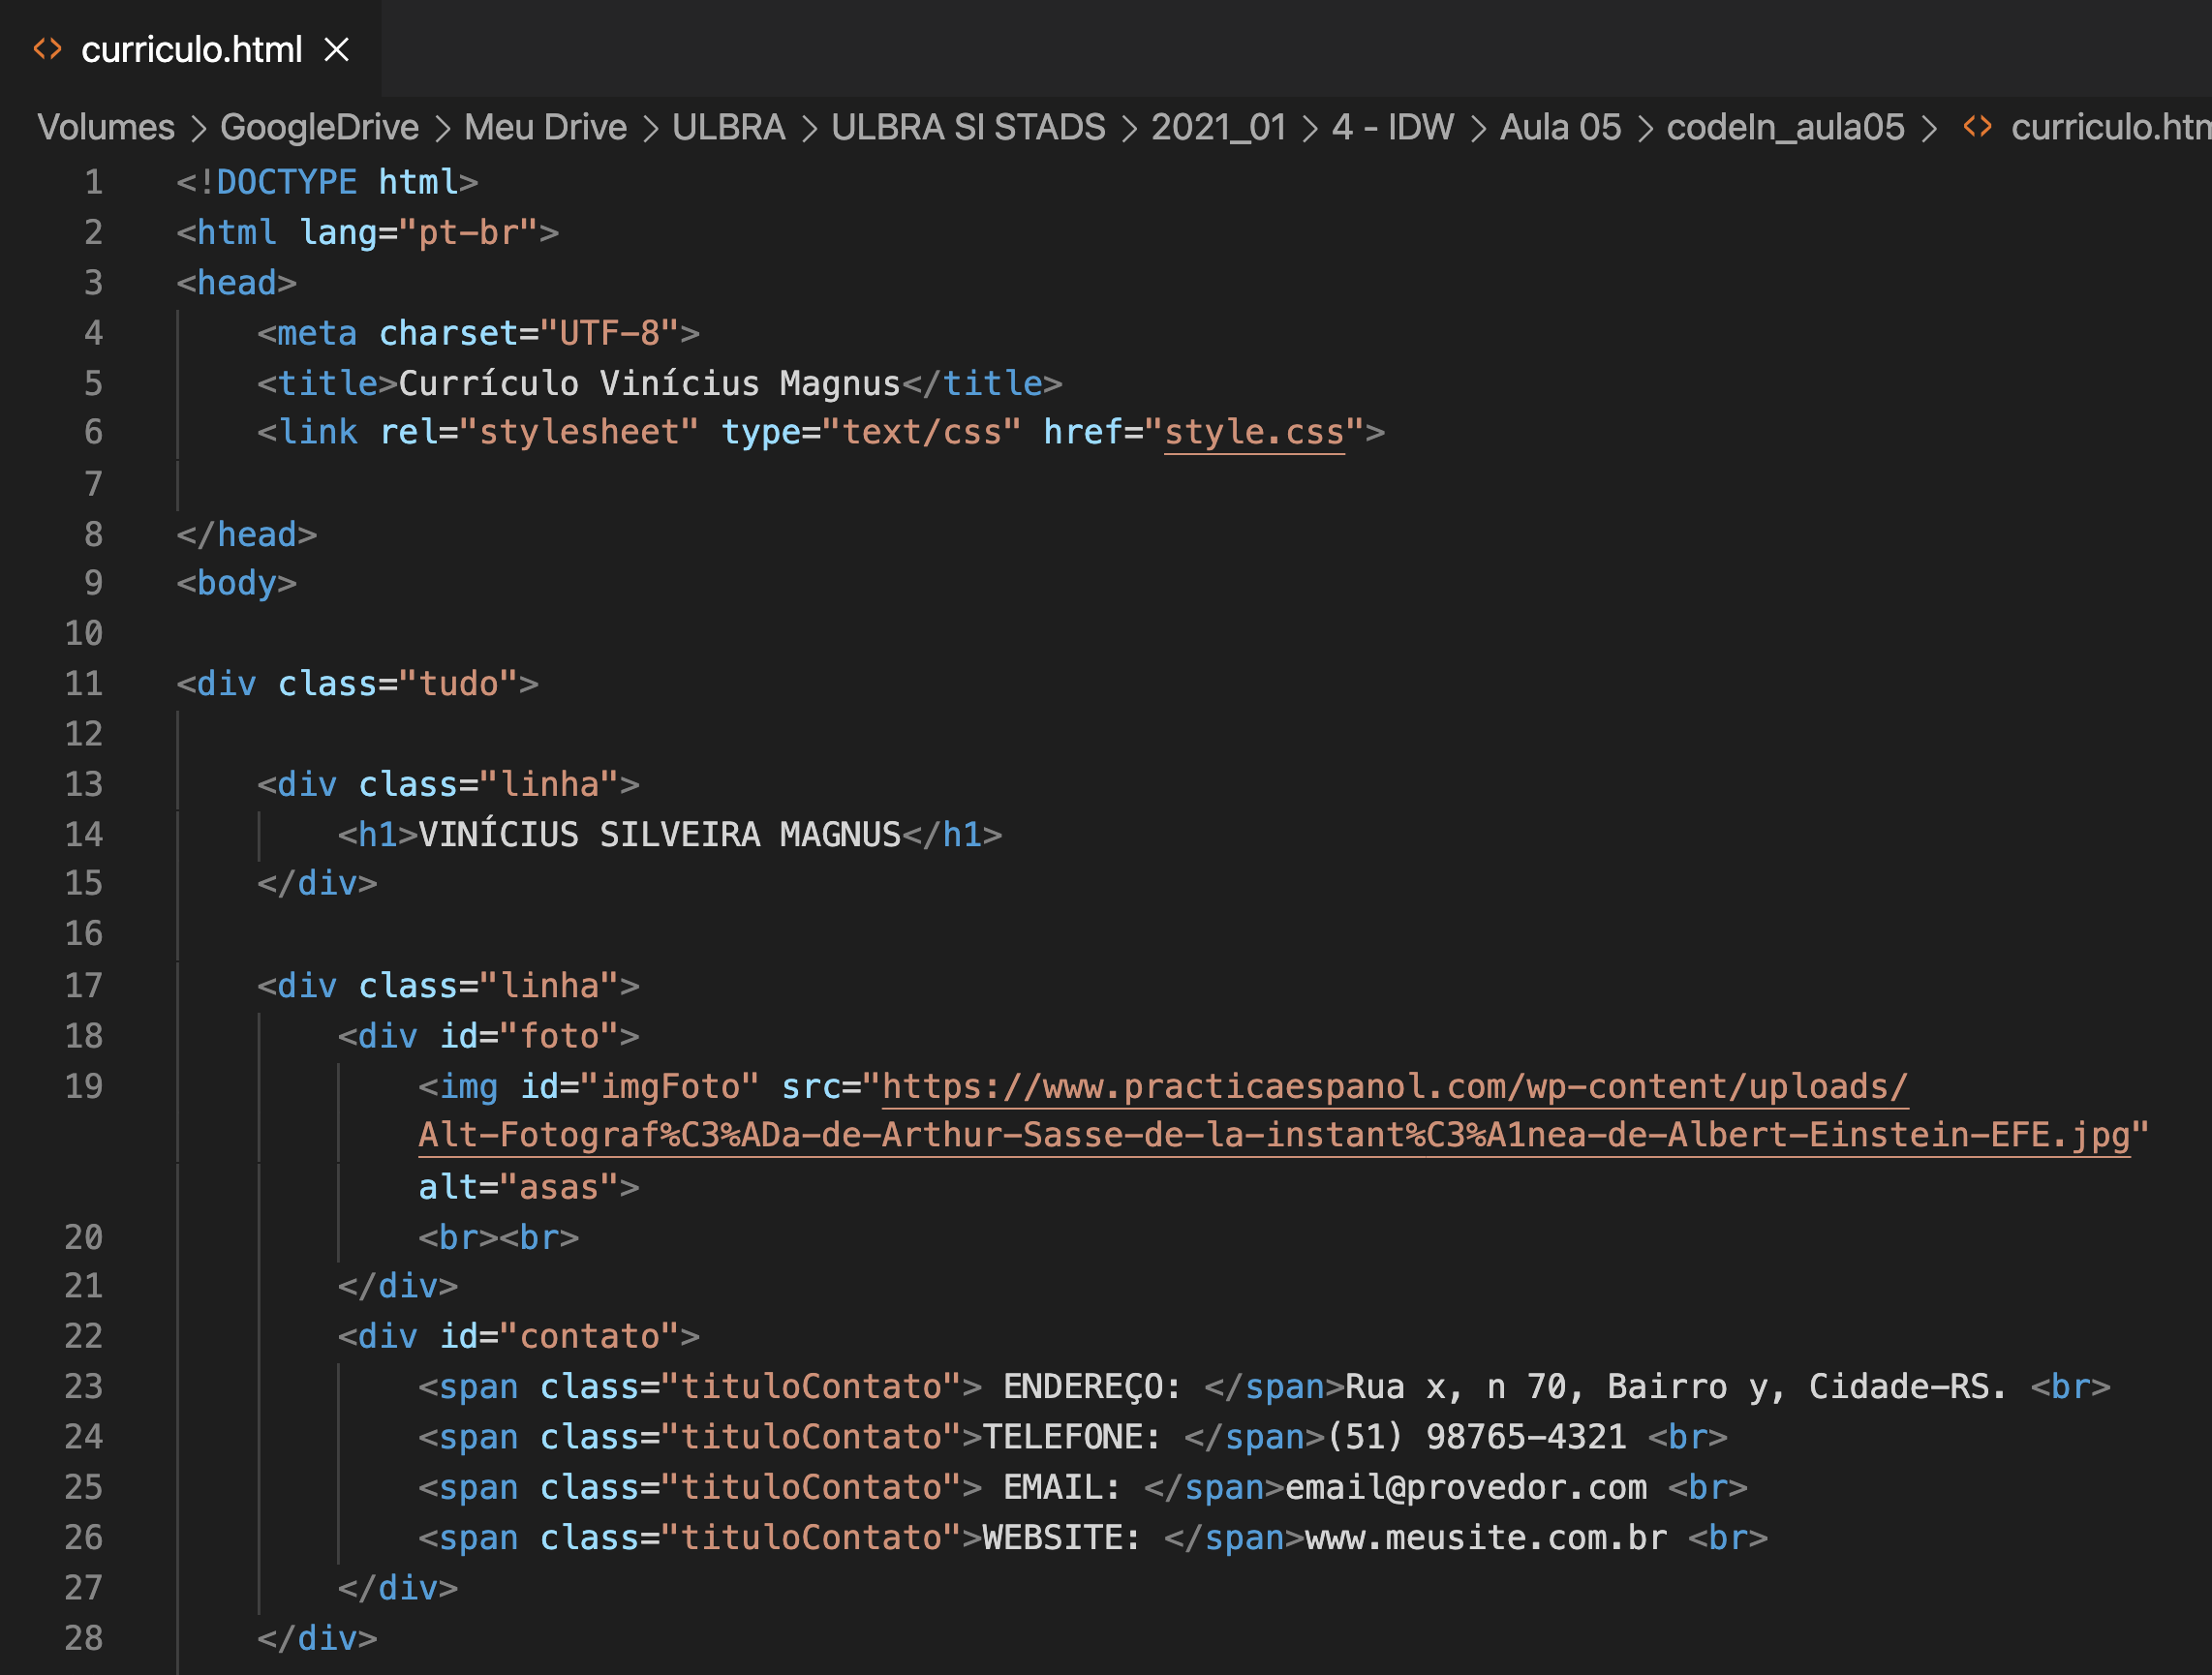 curriculo.html
Volumes > GoogleDrive > Meu Drive > ULBRA > ULBRA SI STADS > 2021_01 > 4 - IDW > Aula 05 > codeIn_aula05 > <> curriculo.htm
1 <!DOCTYPE html>
2 <html lang="pt-br">
3 <head>
4     <meta charset="UTF-8">
5     <title>Currículo Vinícius Magnus</title>
6     <link rel="stylesheet" type="text/css" href="style.css">
7
8 </head>
9 <body>
10
11 <div class="tudo">
12
13     <div class="linha">
14         <h1>VINÍCIUS SILVEIRA MAGNUS</h1>
15     </div>
16
17     <div class="linha">
18         <div id="foto">
19             <img id="imgFoto" src="https://www.practicaespanol.com/wp-content/uploads/
            Alt-Fotograf%C3%ADa-de-Arthur-Sasse-de-la-instant%C3%A1nea-de-Albert-Einstein-EFE.jpg"
            alt="asas">
20             <br><br>
21         </div>
22         <div id="contato">
23             <span class="tituloContato"> ENDEREÇO: </span>Rua x, n 70, Bairro y, Cidade-RS. <br>
24             <span class="tituloContato">TELEFONE: </span>(51) 98765-4321 <br>
25             <span class="tituloContato"> EMAIL: </span>email@provedor.com <br>
26             <span class="tituloContato">WEBSITE: </span>www.meusite.com.br <br>
27         </div>
28     </div>